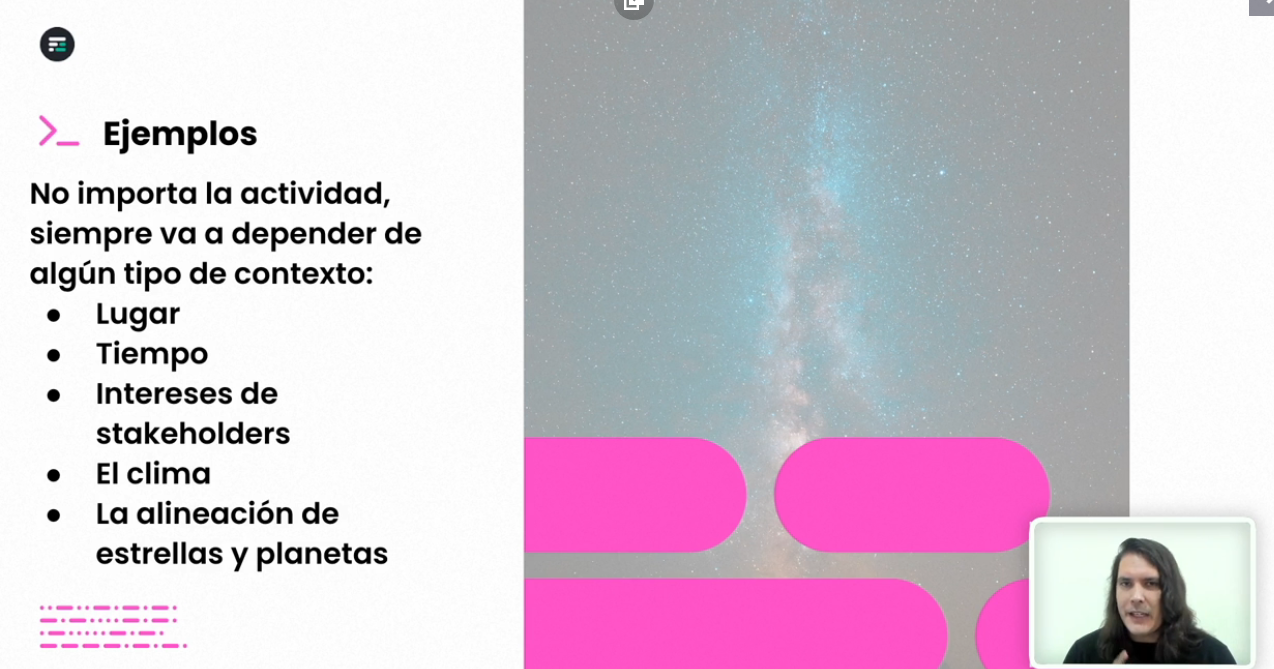 Ejemplos
No importa la actividad,
siempre va a depender de
algún tipo de contexto:
● Lugar
● Tiempo
● Intereses de
stakeholders
● El clima
● La alineación de
estrellas y planetas